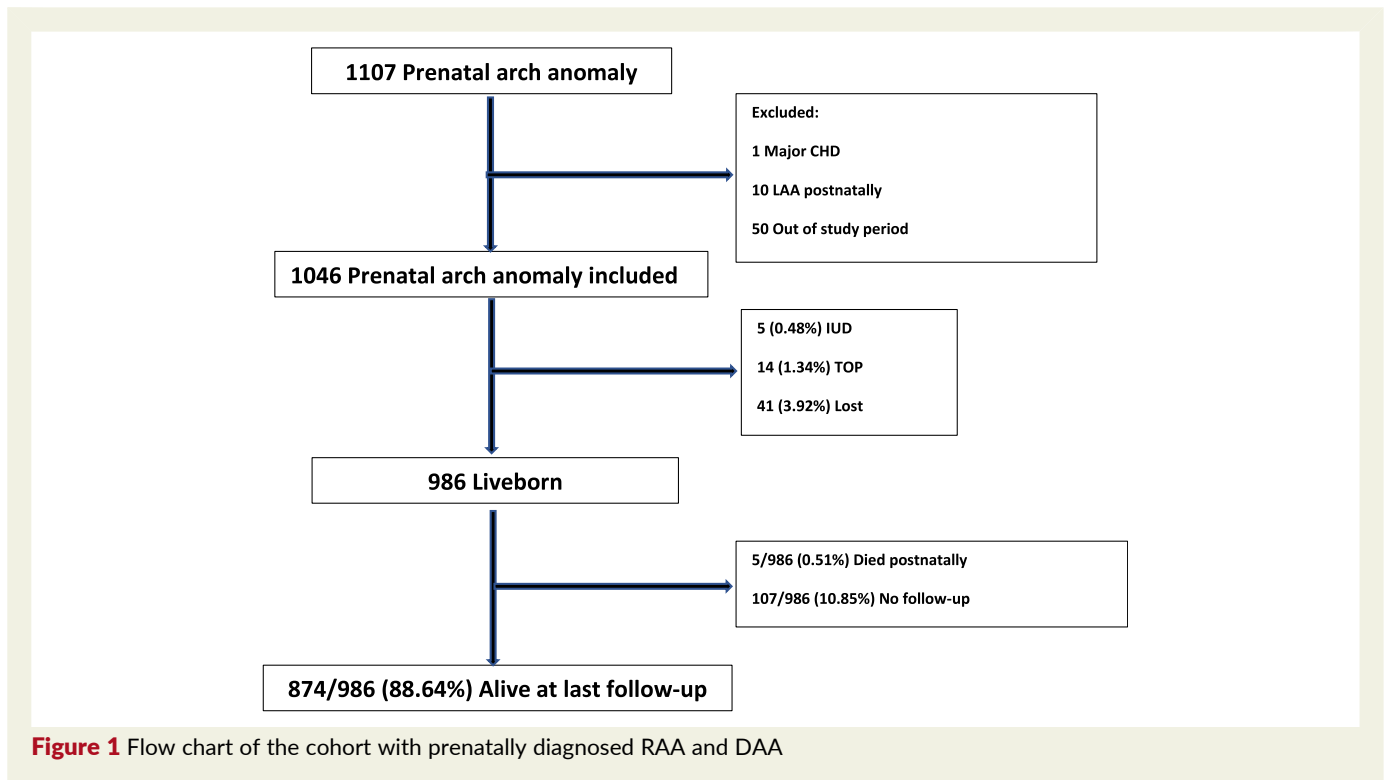 1107 Prenatal arch anomaly
Excluded:
1 Major CHD
10 LAA postnatally
50 Out of study period
1046 Prenatal arch anomaly included
5 (0.48%) IUD
14 (1.34%) TOP
41 (3.92%) Lost
986 Liveborn
5/986 (0.51%) Died postnatally
107/986 (10.85%) No follow-up
874/986 (88.64%) Alive at last follow-up
Figure 1 Flow chart of the cohort with prenatally diagnosed RAA and DAA